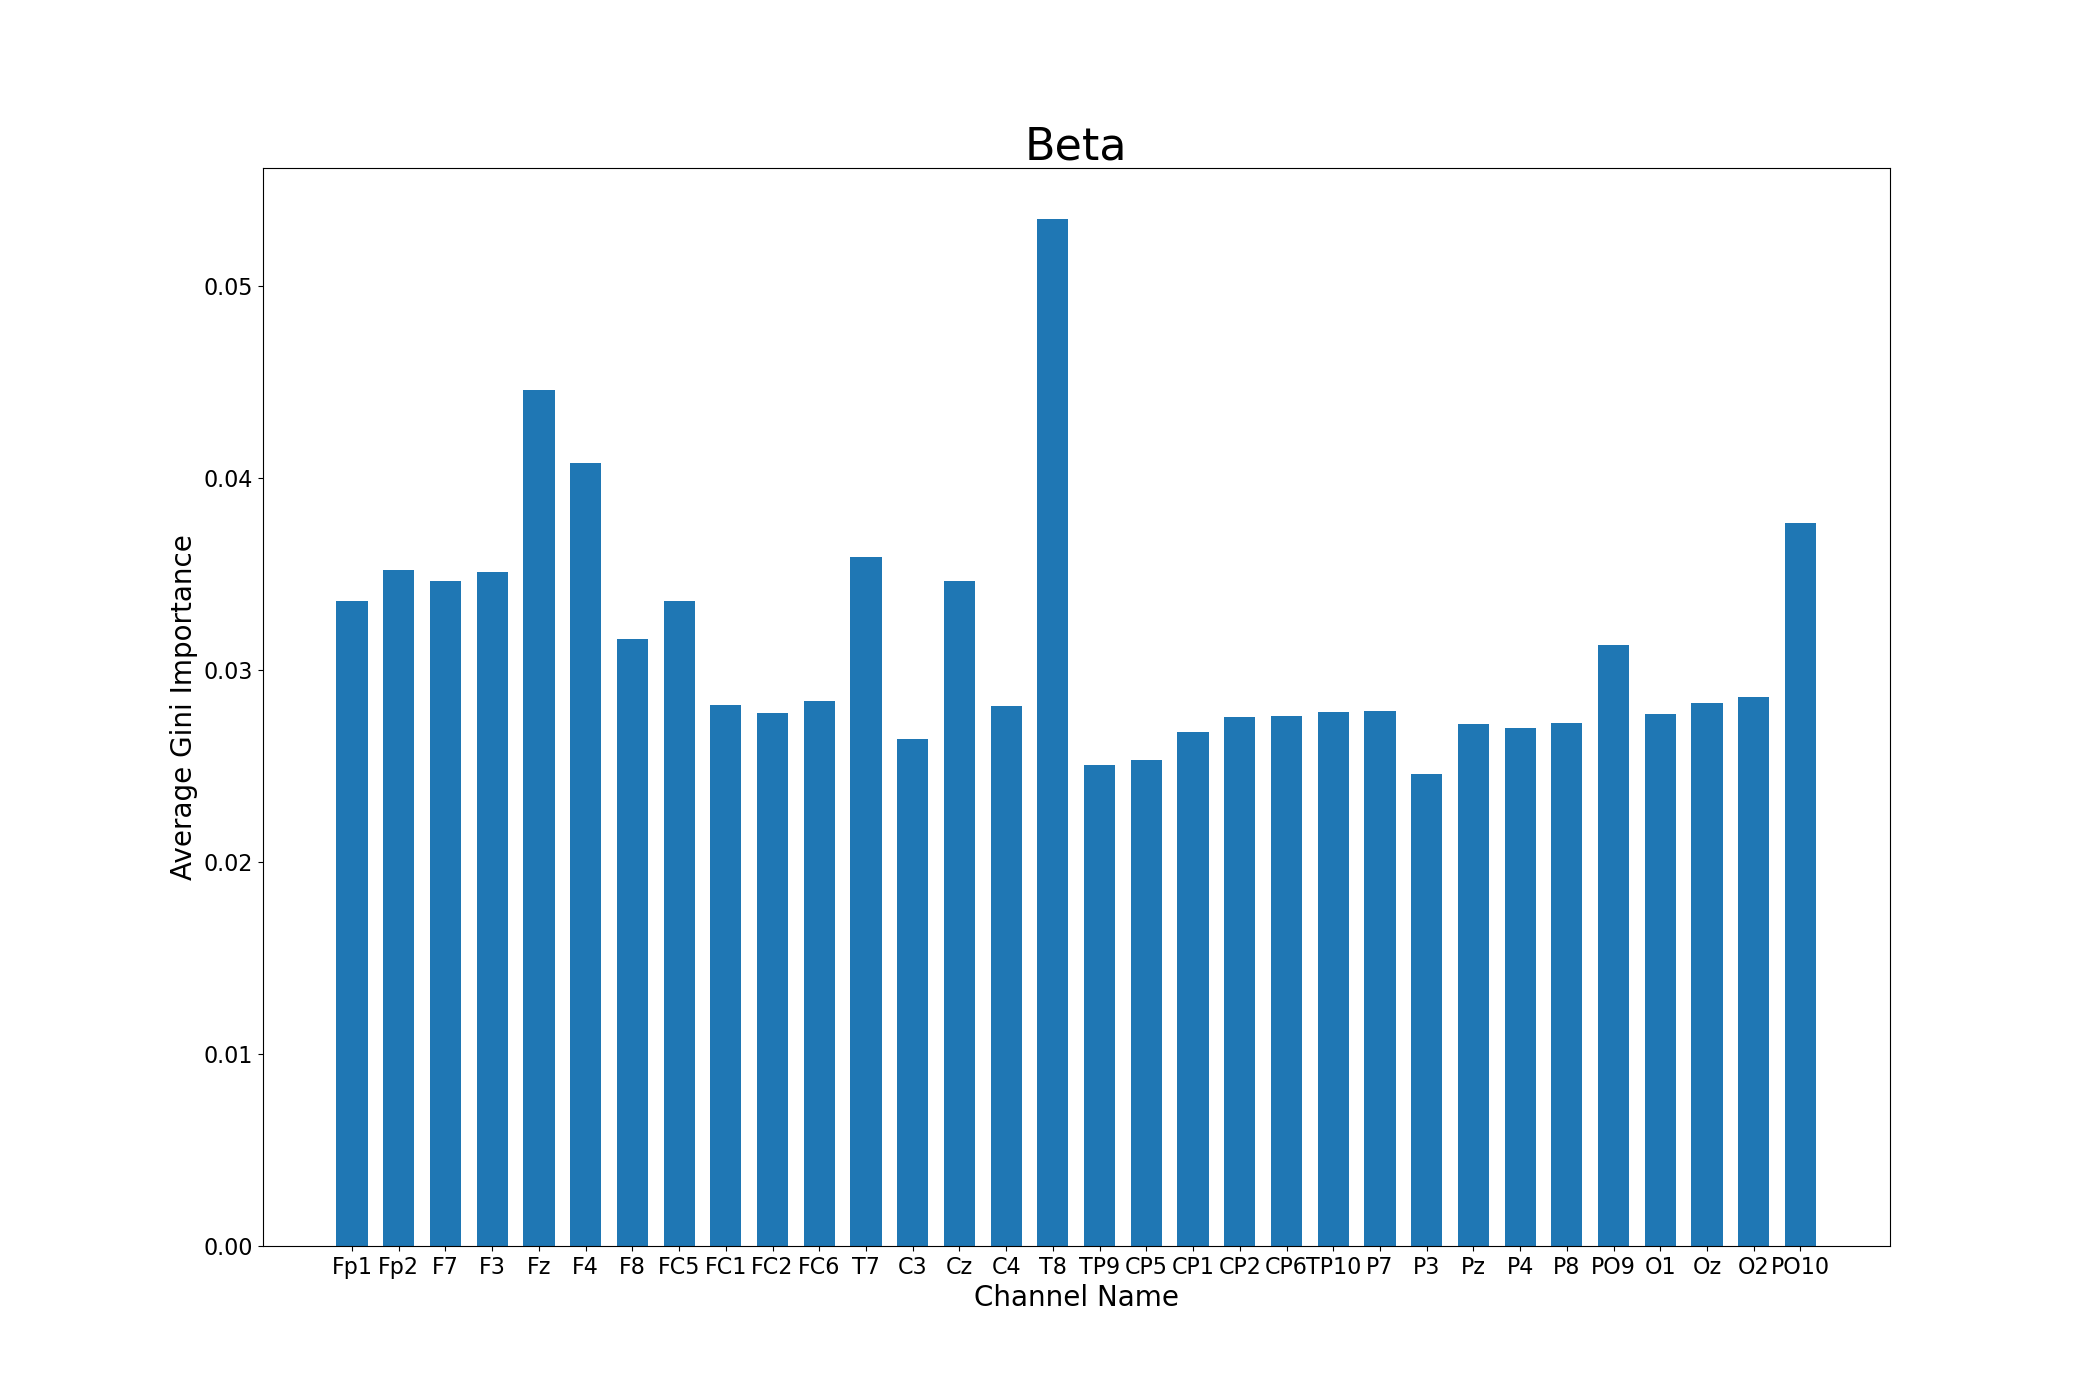 Beta
Average Gini Importance
0.05
0.04
0.03
0.02
0.01
0.00
Fp1 Fp2 F7 F3 Fz F4 F8 FC5 FC1 FC2 FC6 T7 C3 Cz C4 T8 TP9 CP5 CP1 CP2 CP6 TP10 P7 P3 Pz P4 P8 PO9 O1 Oz O2 PO10
Channel Name